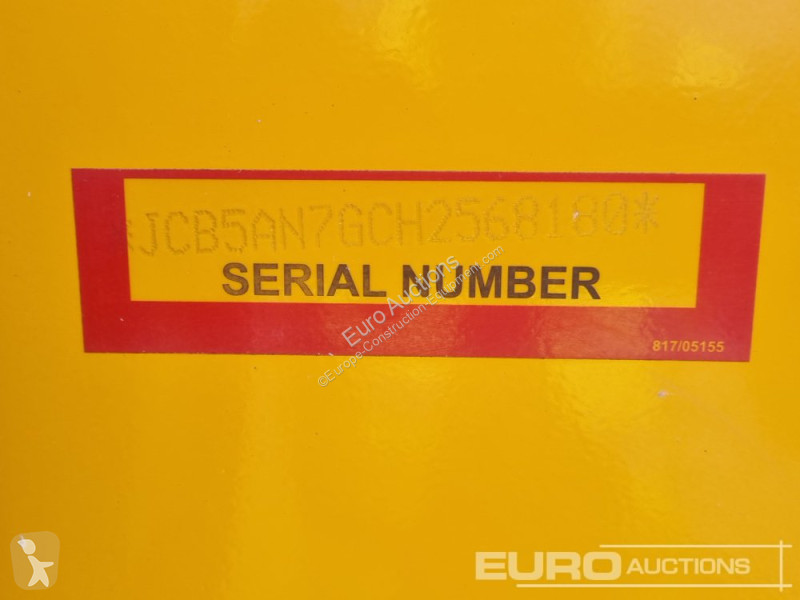 *JCB5AN7GCH2568180*
SERIAL NUMBER
817/05155
Euro Auctions
©Europe-Construction-Equipment.com
EURO AUCTIONS